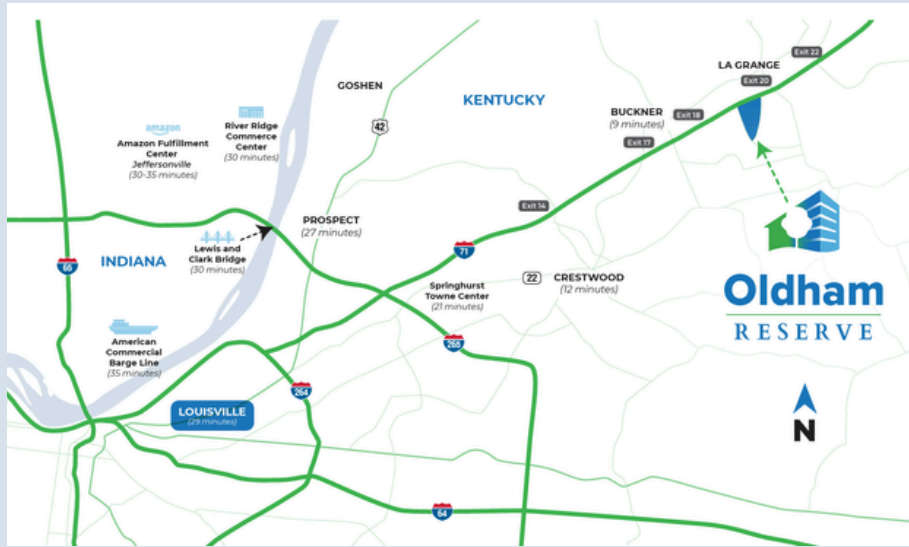 Exit 22
LA GRANGE
Exit 20
GOSHEN
KENTUCKY
BUCKNER
(9 minutes)
Exit 18
Exit 17
42
amazon
Amazon Fulfillment
Center
Jeffersonville
(30-35 minutes)
River Ridge
Commerce
Center
(30 minutes)
Exit 14
PROSPECT
(27 minutes)
Lewis and
Clark Bridge
(30 minutes)
INDIANA
65
71
22
CRESTWOOD
(12 minutes)
Springhurst
Towne Center
(21 minutes)
Oldham
RESERVE
American
Commercial
Barge Line
(35 minutes)
265
264
LOUISVILLE
(29 minutes)
N
64